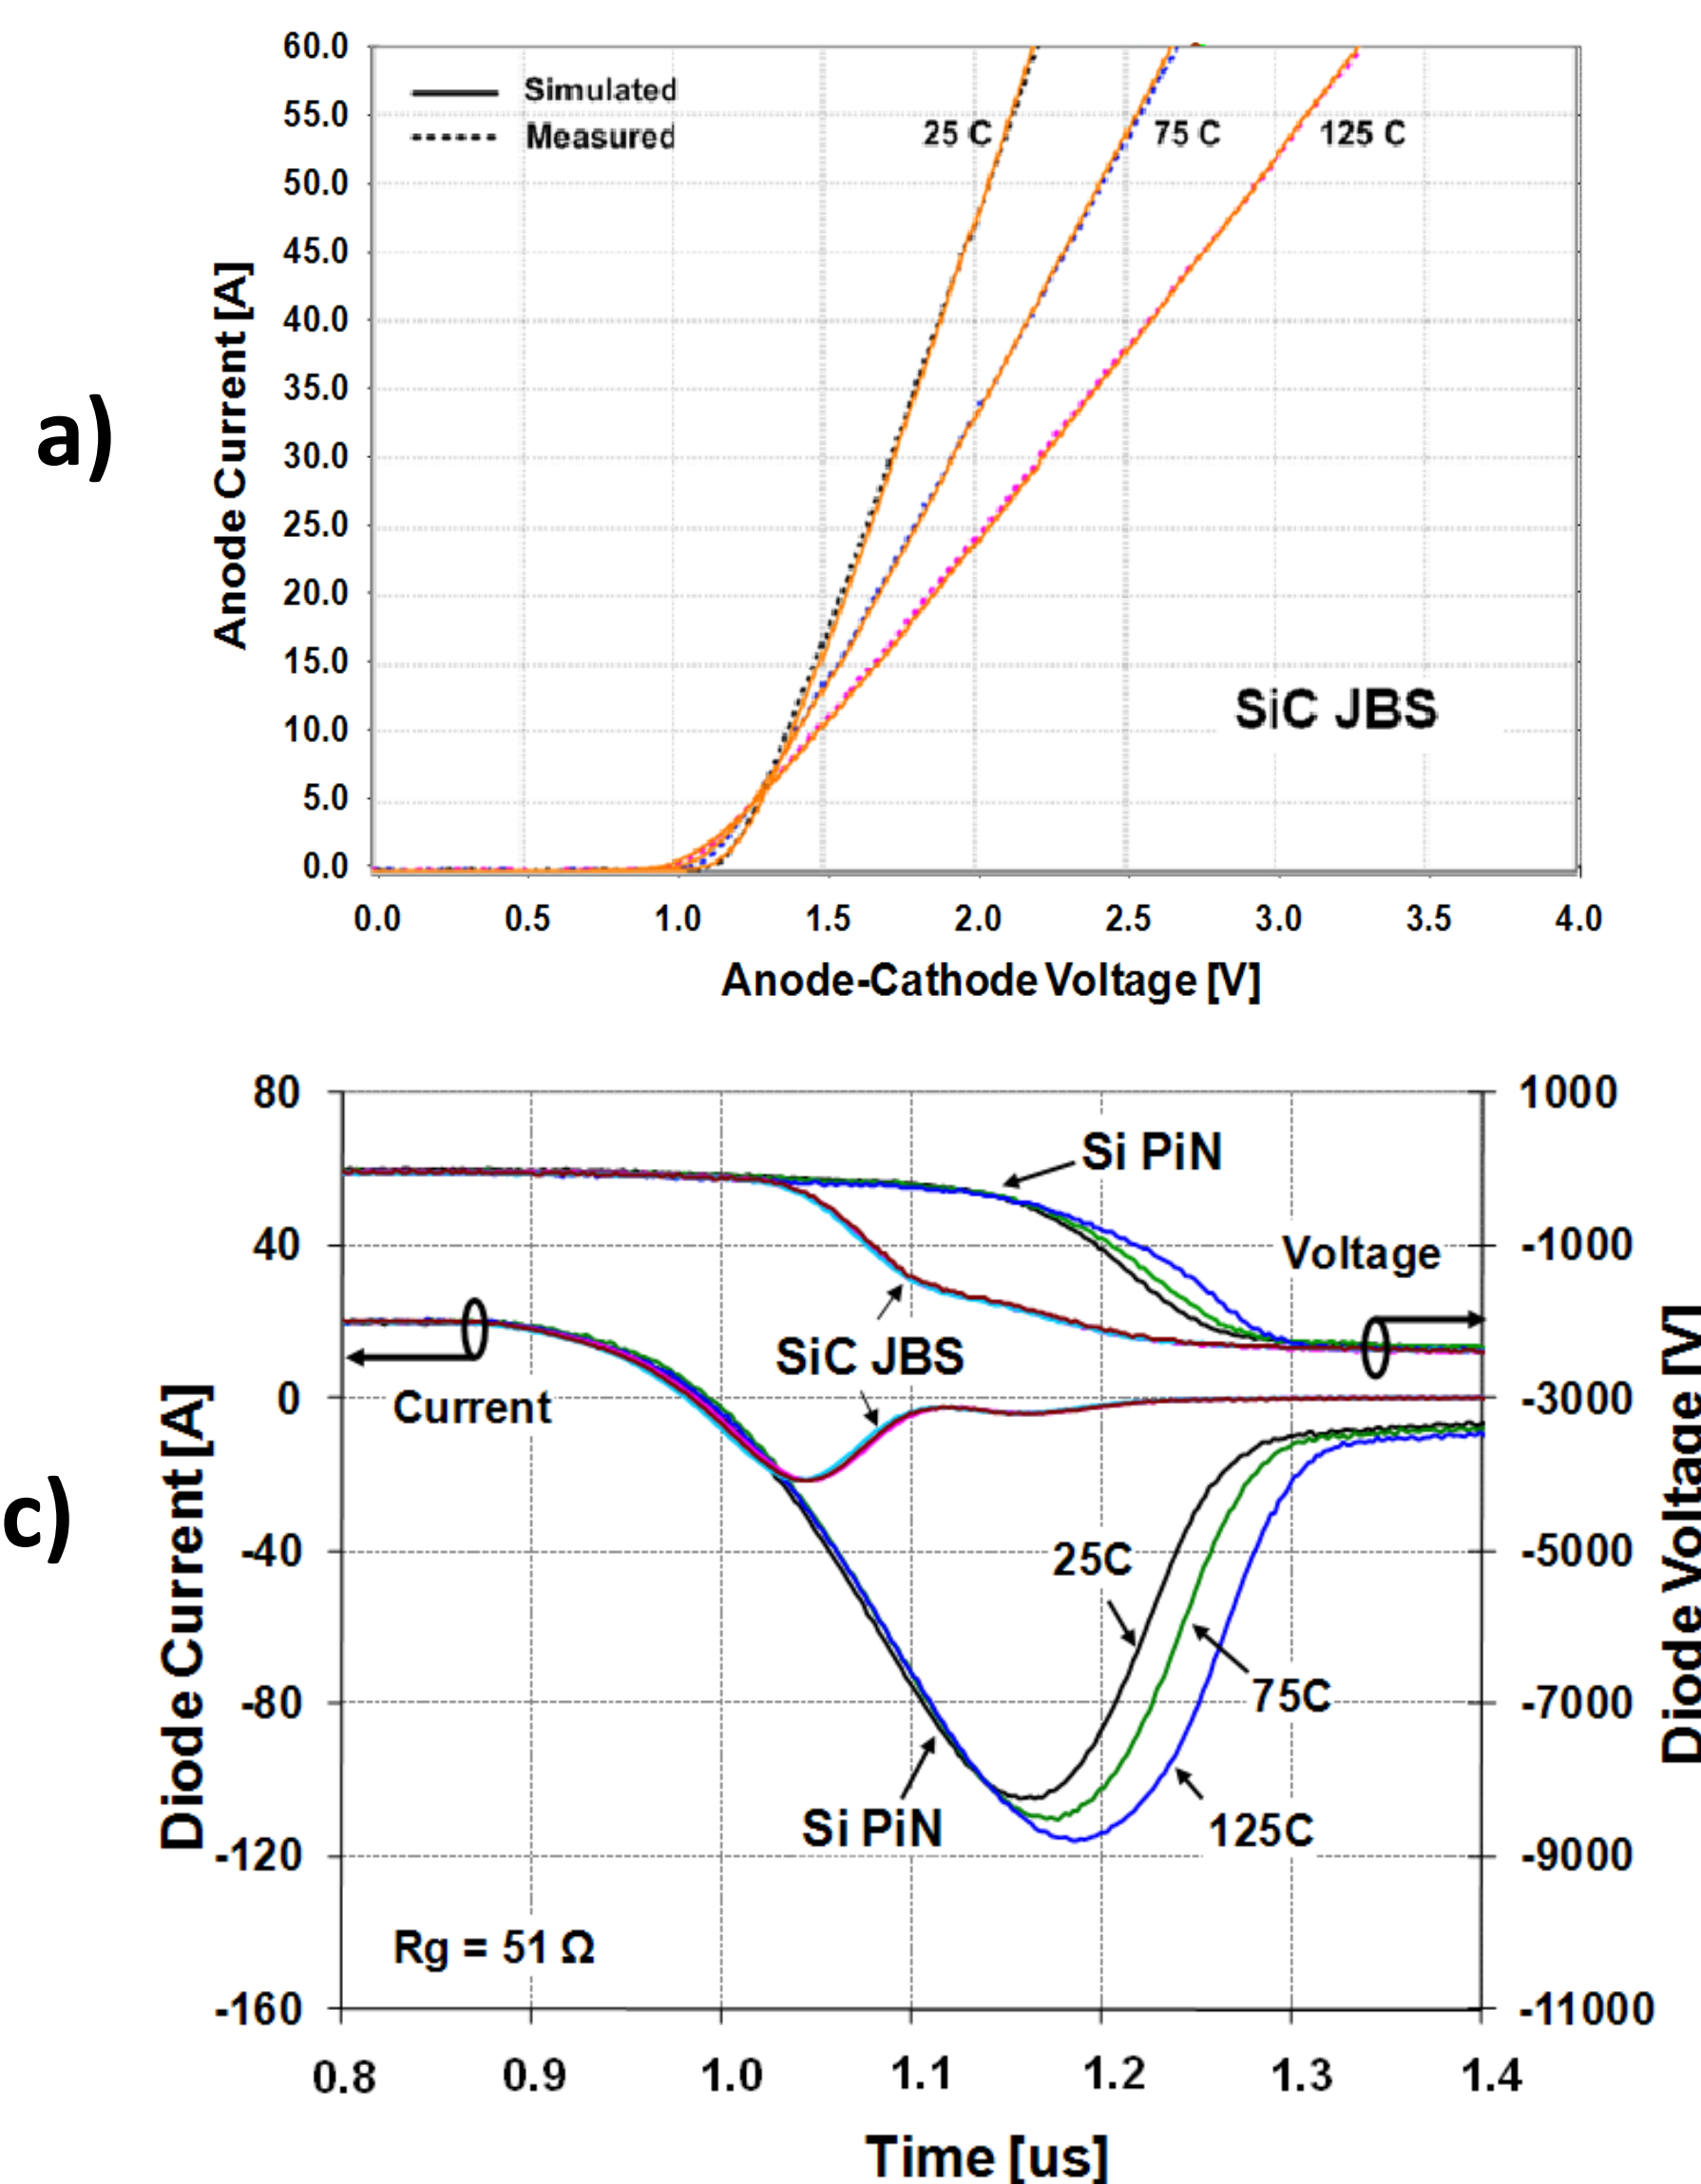 a)
Anode Current [A]
60.0
55.0
50.0
45.0
40.0
35.0
30.0
25.0
20.0
15.0
10.0
5.0
0.0
Simulated
Measured
25 C
75 C
125 C
SiC JBS
0.0 0.5 1.0 1.5 2.0 2.5 3.0 3.5 4.0
Anode-Cathode Voltage [V]
c)
Diode Current [A]
80
40
0
-40
-80
-120
-160
Si PiN
Voltage
SiC JBS
Current
25C
75C
Si PiN
125C
Rg = 51 Ω
1000
-1000
-3000
-5000
-7000
-9000
-11000
Diode Voltage [V]
0.8 0.9 1.0 1.1 1.2 1.3 1.4
Time [us]